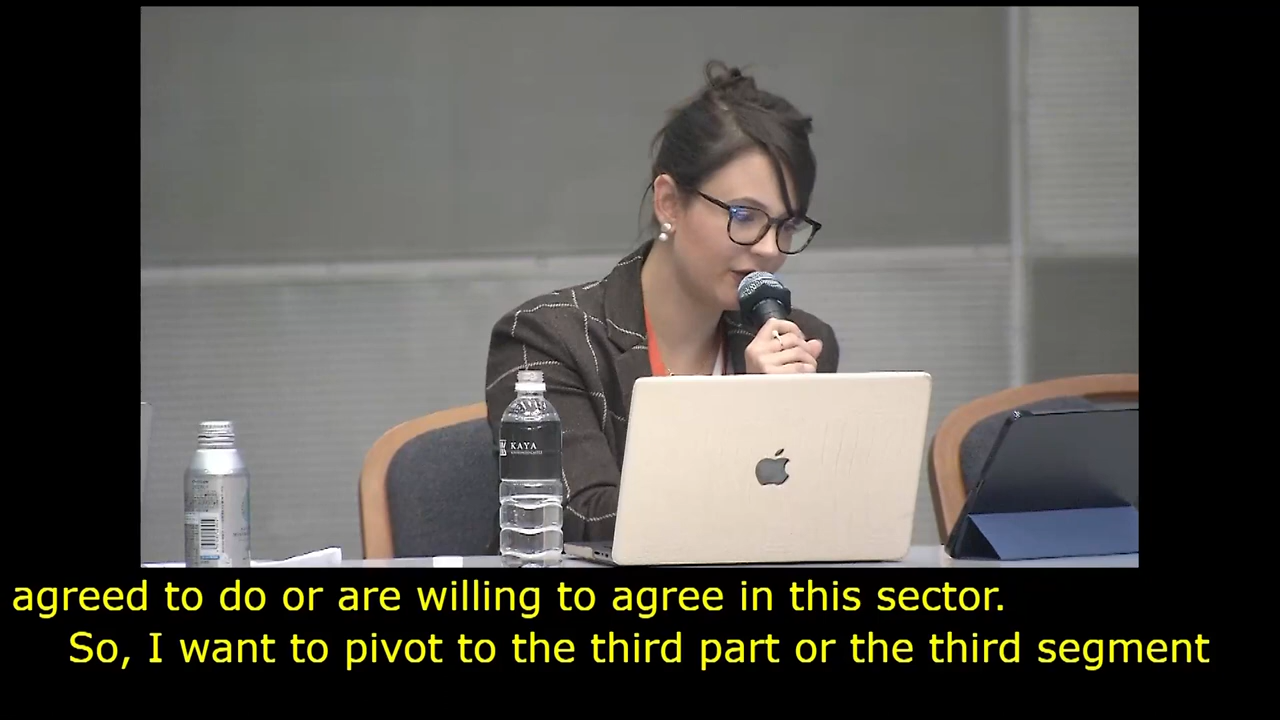 KAYA
agreed to do or are willing to agree in this sector.
So, I want to pivot to the third part or the third segment